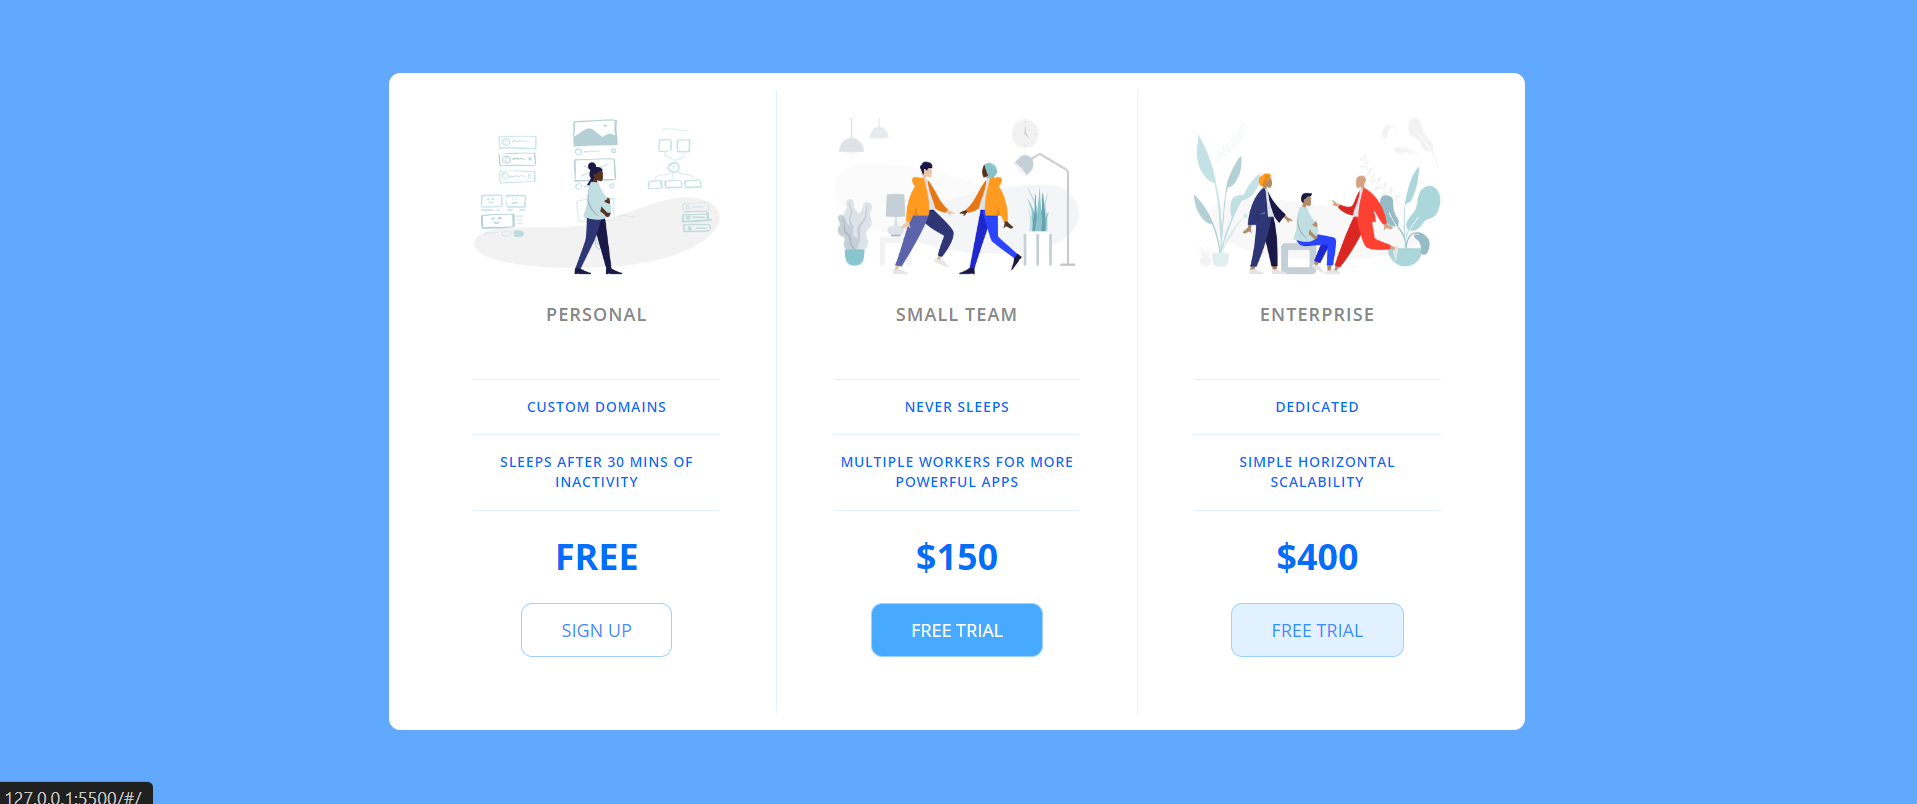 PERSONAL
CUSTOM DOMAINS
SLEEPS AFTER 30 MINS OF
INACTIVITY
FREE
SIGN UP
SMALL TEAM
NEVER SLEEPS
MULTIPLE WORKERS FOR MORE
POWERFUL APPS
$150
FREE TRIAL
ENTERPRISE
DEDICATED
SIMPLE HORIZONTAL
SCALABILITY
$400
FREE TRIAL
127.0.0.1:5500/#/